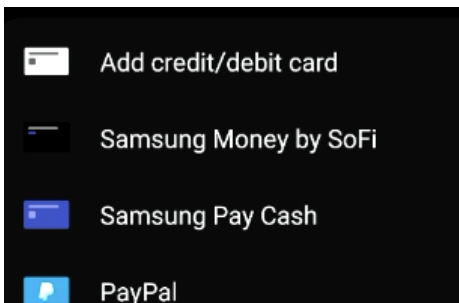 Add credit/debit card
Samsung Money by SoFi
Samsung Pay Cash
PayPal